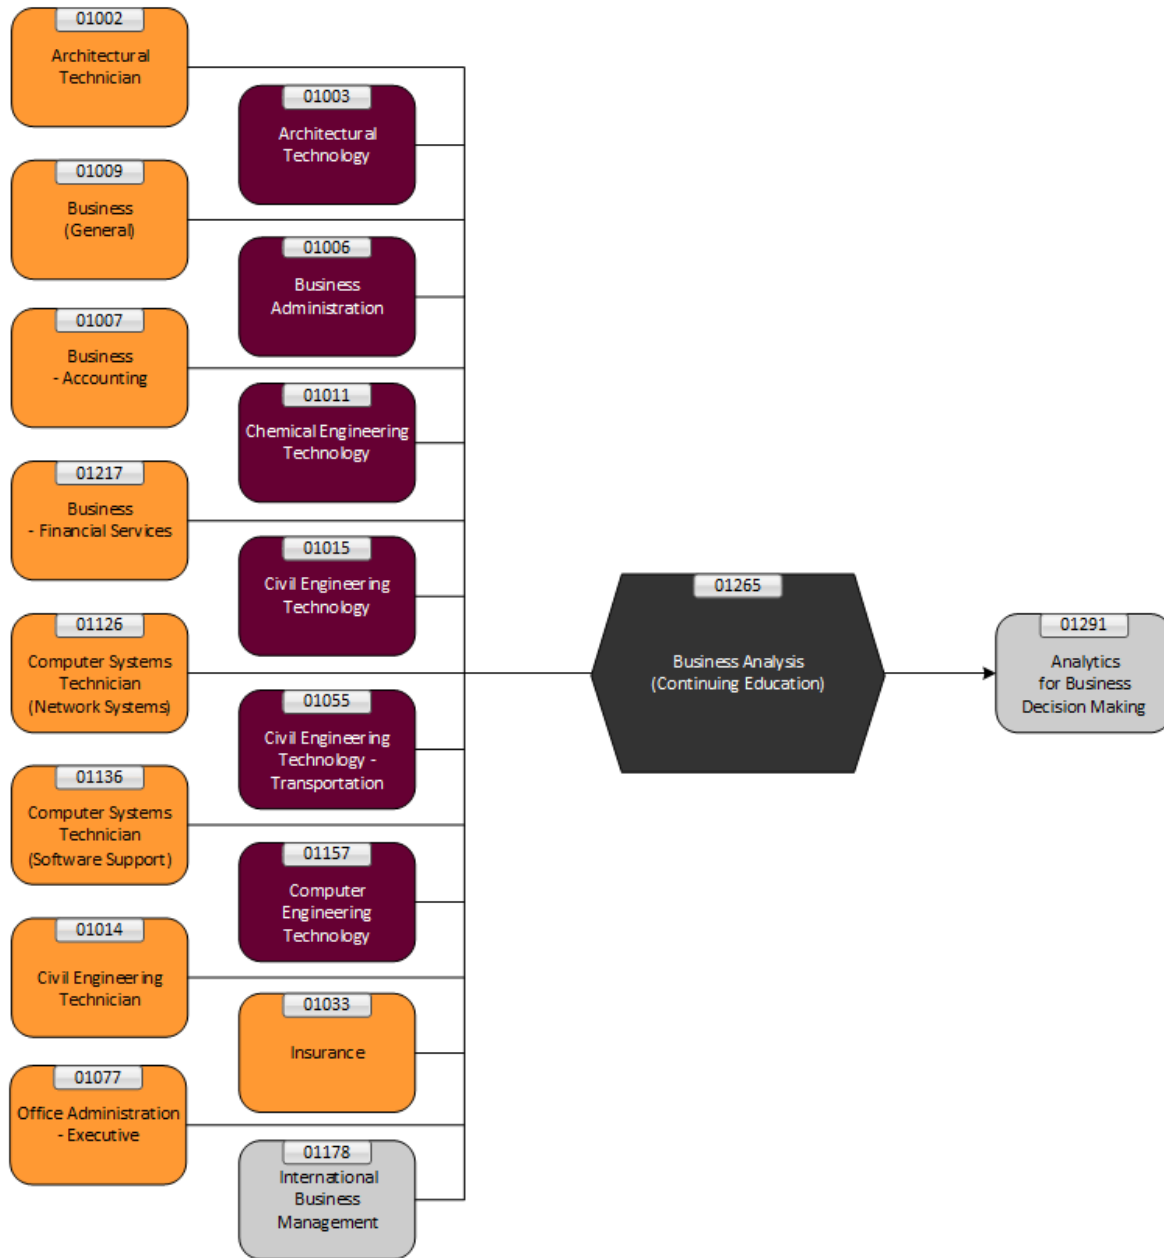 01002
Architectural
Technician
01003
Architectural
Technology
01009
Business
(General)
01006
Business
Administration
01007
Business
- Accounting
01011
Chemical Engineering
Technology
01217
Business
- Financial Services
01015
Civil Engineering
Technology
01126
Computer Systems
Technician
(Network Systems)
01055
Civil Engineering
Technology -
Transportation
01136
Computer Systems
Technician
(Software Support)
01157
Computer
Engineering
Technology
01014
Civil Engineering
Technician
01033
Insurance
01077
Office Administration
- Executive
01178
International
Business
Management
01265
Business Analysis
(Continuing Education)
01291
Analytics
for Business
Decision Making